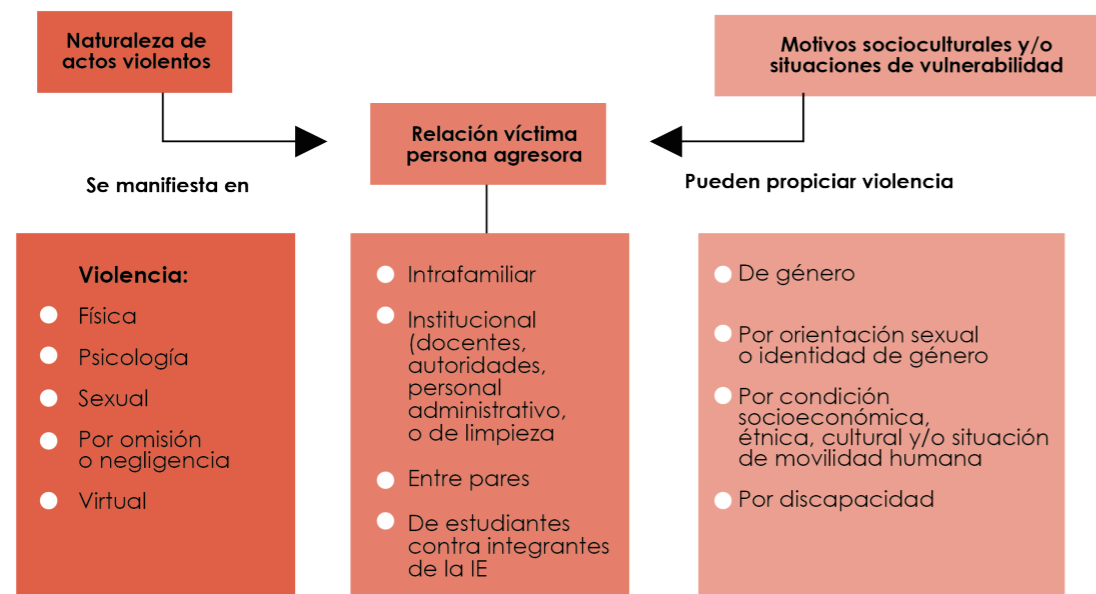 Naturaleza de
actos violentos
Motivos socioculturales y/o
situaciones de vulnerabilidad
Relación víctima
persona agresora
Se manifiesta en
Pueden propiciar violencia
Violencia:
Física
Psicología
Sexual
Por omisión
o negligencia
Virtual
Intrafamiliar
Institucional
(docentes,
autoridades,
personal
administrativo,
o de limpieza
Entre pares
De estudiantes
contra integrantes
de la IE
De género
Por orientación sexual
o identidad de género
Por condición
socioeconómica,
étnica, cultural y/o situación
de movilidad humana
Por discapacidad